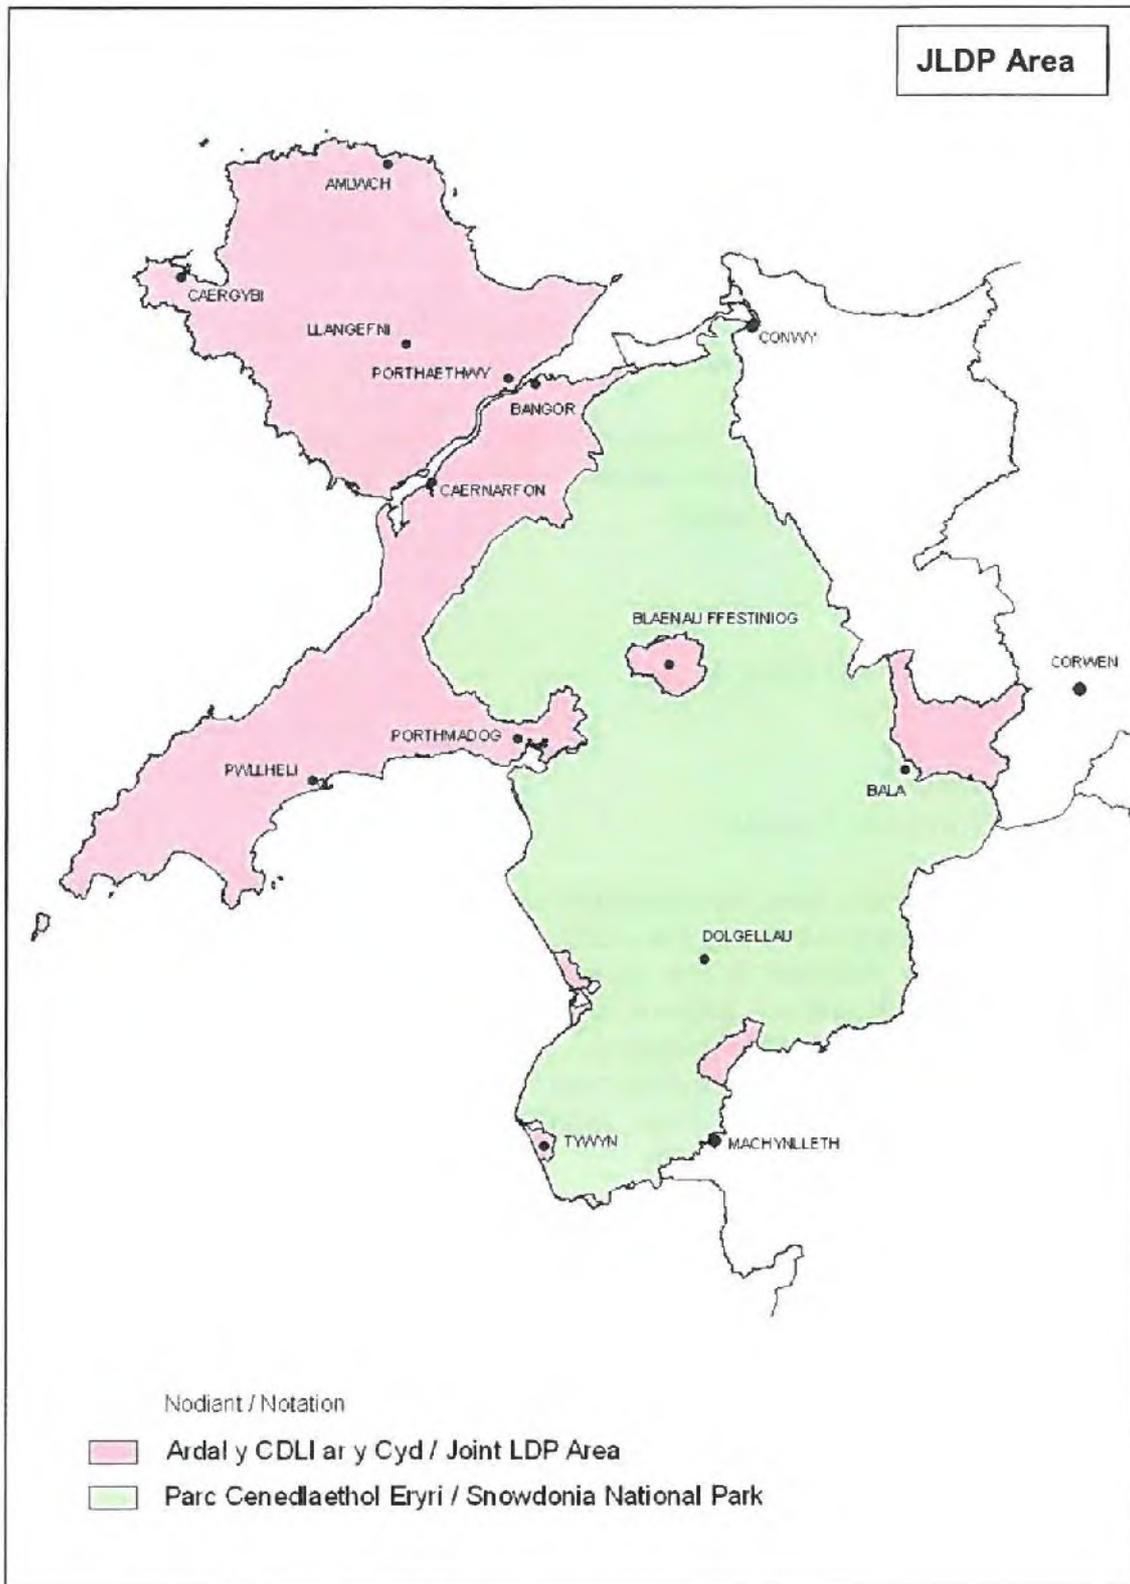 JLDP Area
AMLWCH
CAERGYBI
LLANGEFNI
CONWY
PORTHAETHWY
BANGOR
CAERNARFON
BLAENAU FFESTINIOG
CORWEN
PORTHMADOG
PWLLHELI
BALA
DOLGELLAU
TYWYN
MACHYNLLETH
Nodiant / Notation
Ardal y CDLl ar y Cyd / Joint LDP Area
Parc Cenedlaethol Eryri / Snowdonia National Park